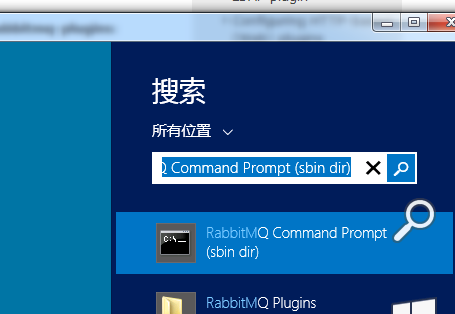 搜索
所有位置
Q Command Prompt (sbin dir)
RabbitMQ Command Prompt
(sbin dir)
RabbitMQ Plugins